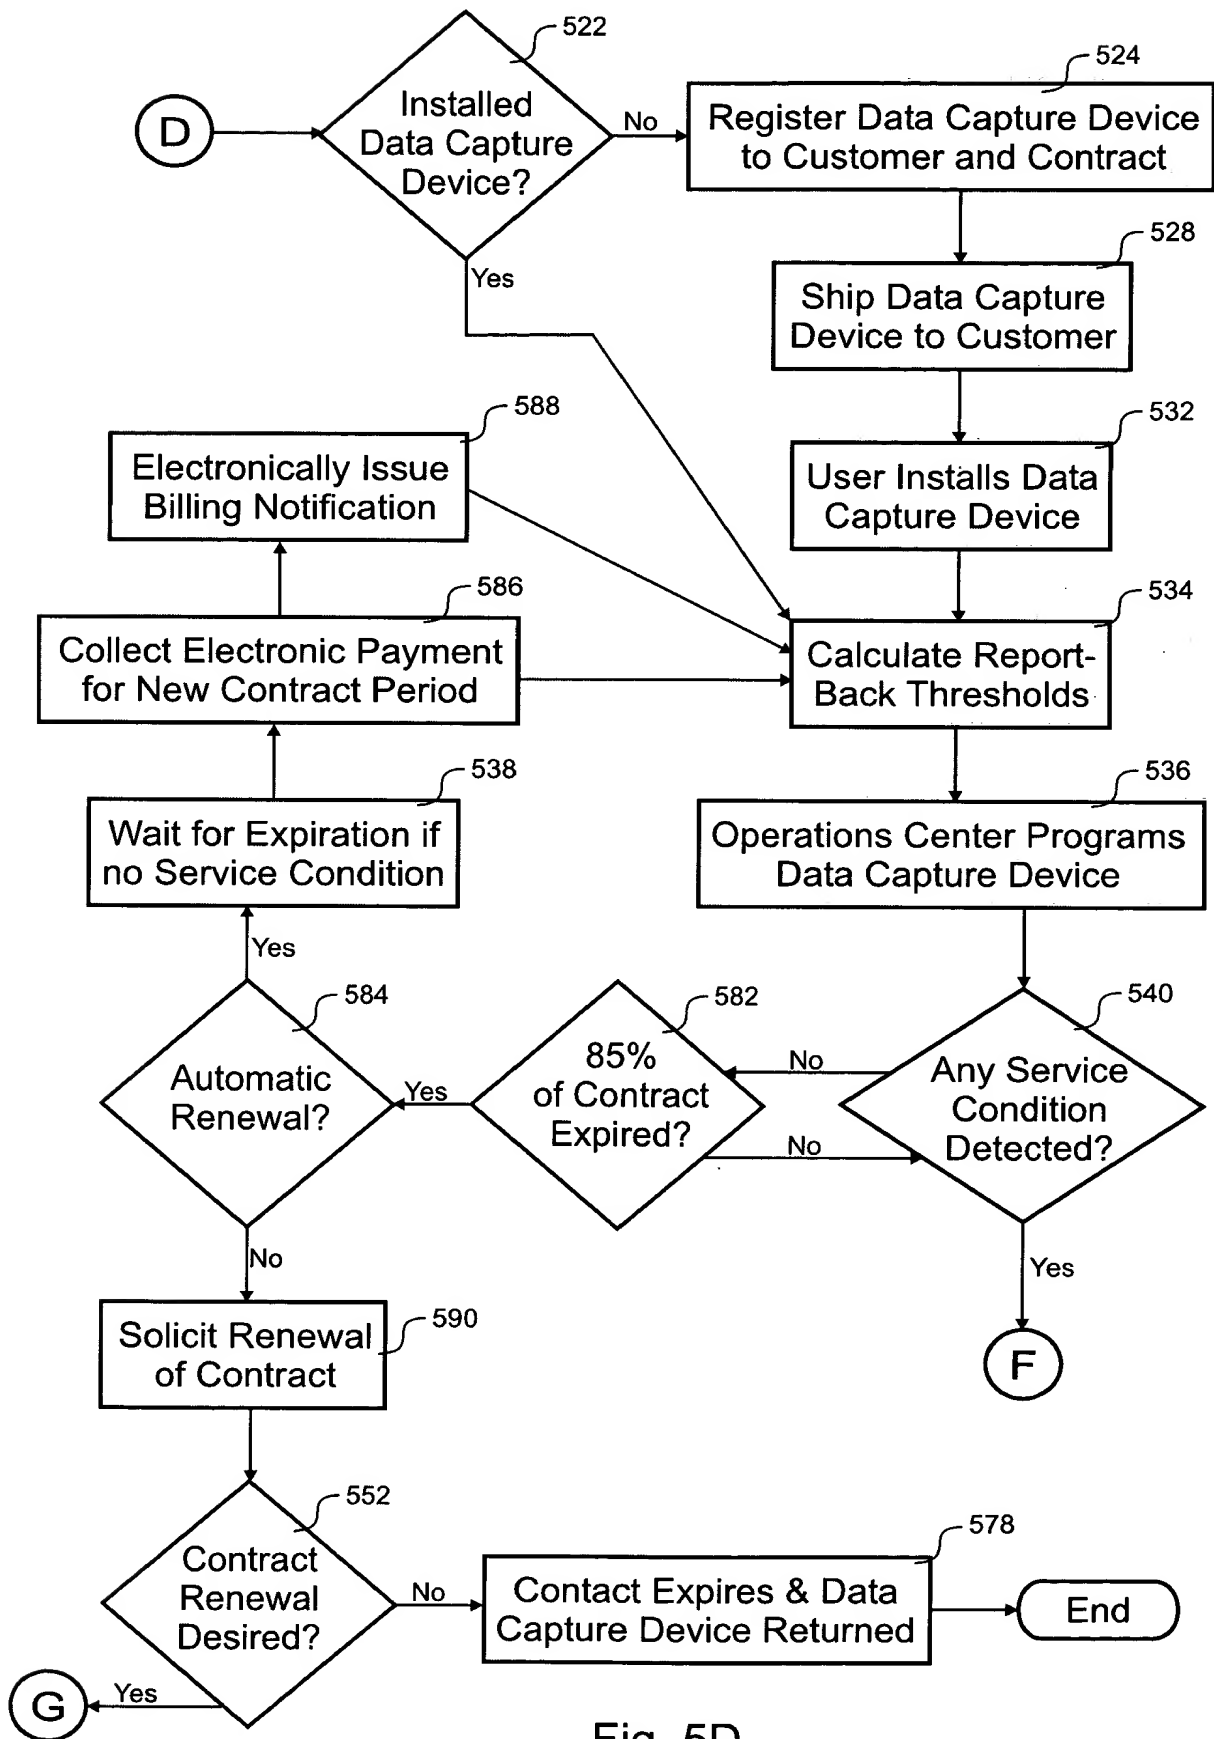 522
524
D
Installed
Data Capture
Device?
No
Register Data Capture Device
to Customer and Contract
Yes
528
Ship Data Capture
Device to Customer
588
Electronically Issue
Billing Notification
532
User Installs Data
Capture Device
586
Collect Electronic Payment
for New Contract Period
534
Calculate Report-
Back Thresholds
538
Wait for Expiration if
no Service Condition
536
Operations Center Programs
Data Capture Device
Yes
584
Automatic
Renewal?
Yes
582
85%
of Contract
Expired?
No
No
540
Any Service
Condition
Detected?
No
Yes
590
Solicit Renewal
of Contract
F
552
Contract
Renewal
Desired?
No
578
Contact Expires & Data
Capture Device Returned
End
G
Yes
Fig. 5D